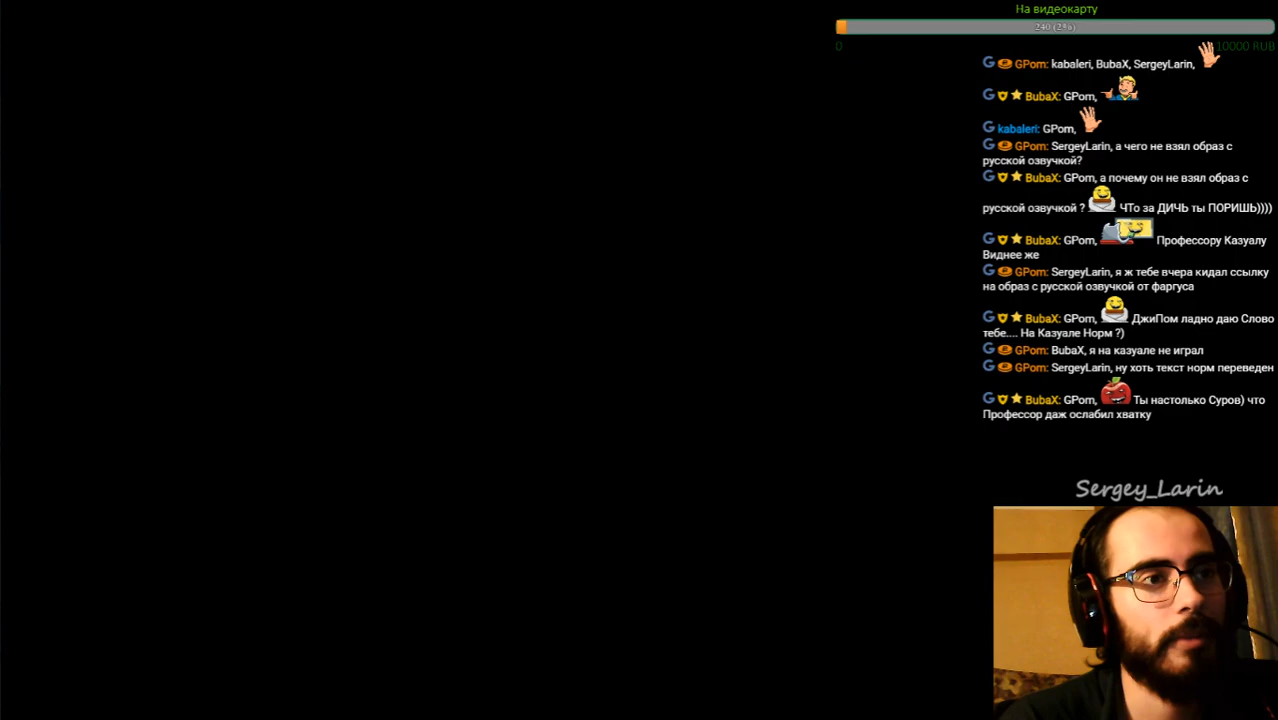 На видеокарту
240 (2%)
0
10000 RUB
GPom: kabaleri, BubaX, SergeyLarin,
BubaX: GPom,
kabaleri: GPom,
GPom: SergeyLarin, а чего не взял образ с
русской озвучкой?
BubaX: GPom, а почему он не взял образ с
русской озвучкой ? ЧТо за ДИЧЬ ты ПОРИШЬ))))
BubaX: GPom, Профессору Казуалу
Виднее же
GPom: SergeyLarin, я ж тебе вчера кидал ссылку
на образ с русской озвучкой от фаргуса
BubaX: GPom, ДжиПом ладно даю Слово
тебе.... На Казуале Норм ?)
GPom: BubaX, я на казуале не играл
GPom: SergeyLarin, ну хоть текст норм переведен
BubaX: GPom, Ты настолько Суров) что
Профессор даж ослабил хватку
Sergey_Larin